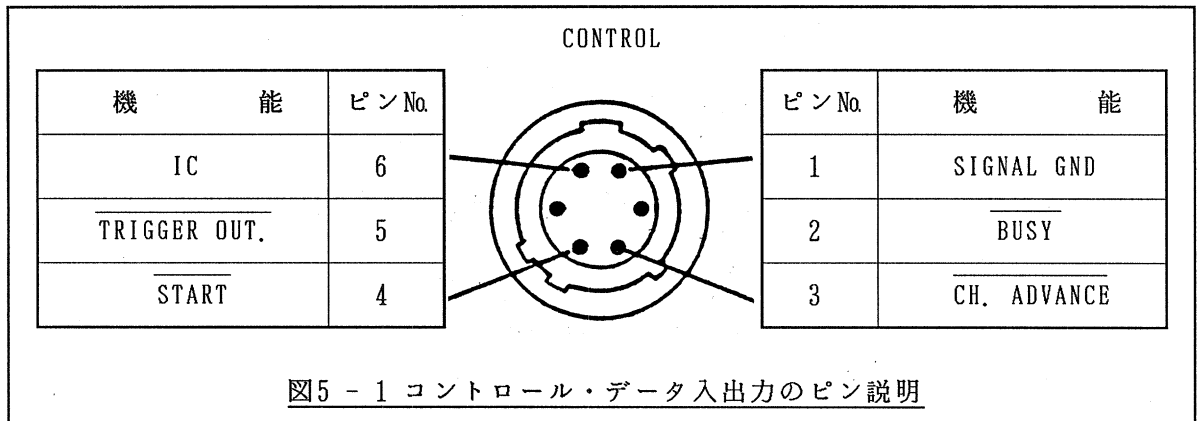 CONTROL
機 能 ピンNo.
IC 6
TRIGGER OUT. 5
START 4
ピンNo. 機 能
1 SIGNAL GND
2 BUSY
3 CH. ADVANCE
図5 - 1 コントロール・データ入出力のピン説明